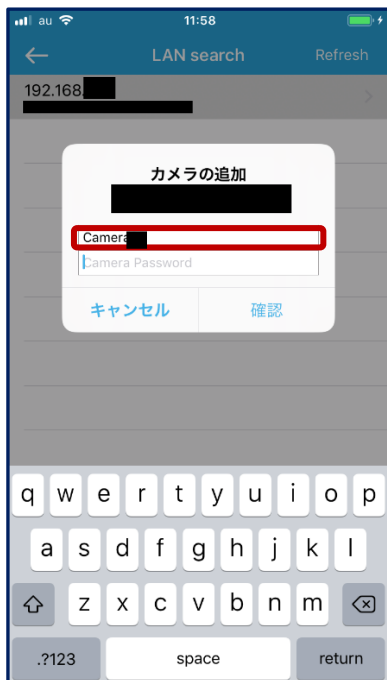 au 11:58
← LAN search Refresh
192.168.
カメラの追加
Camera
Camera Password
キャンセル 確認
q w e r t y u i o p
a s d f g h j k l
z x c v b n m
.?123 space return